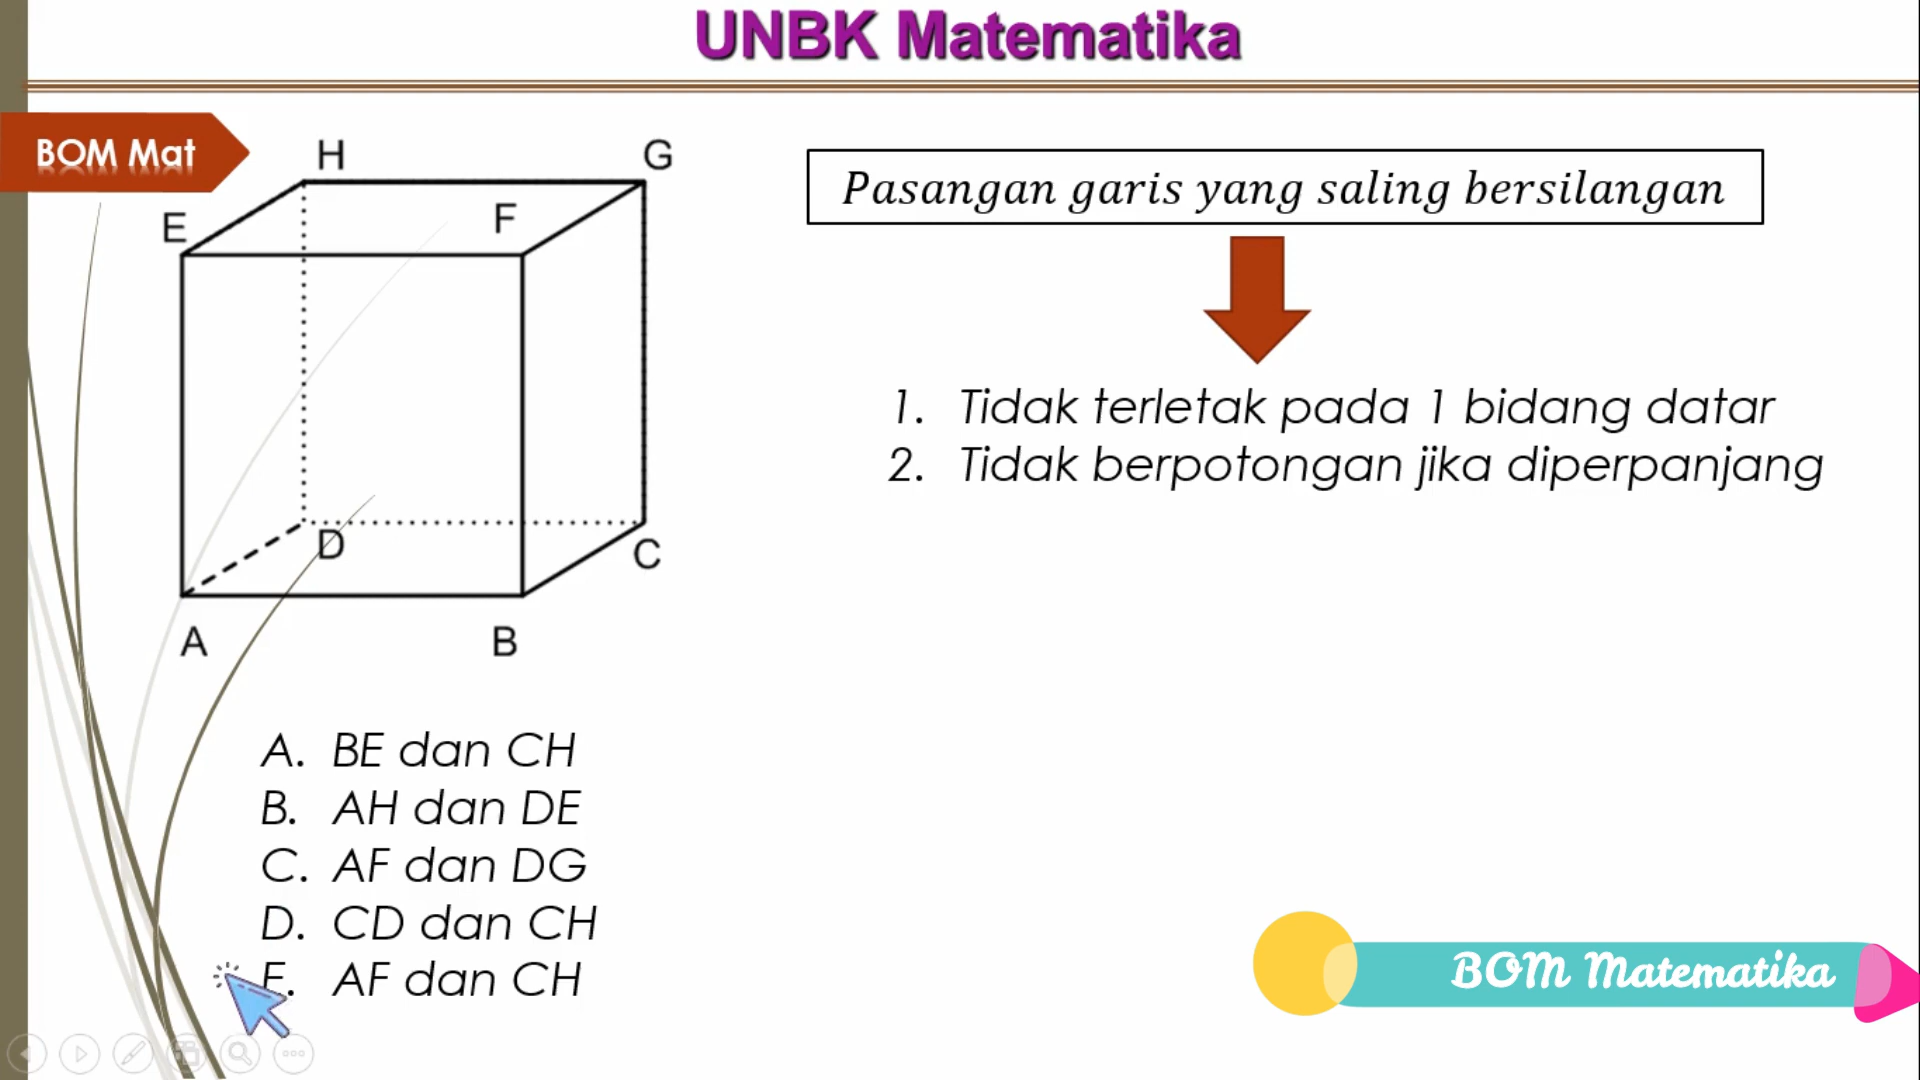 UNBK Matematika
BOM Mat
H
G
E
F
D
C
A
B
Pasangan garis yang saling bersilangan
1. Tidak terletak pada 1 bidang datar
2. Tidak berpotongan jika diperpanjang
A. BE dan CH
B. AH dan DE
C. AF dan DG
D. CD dan CH
E. AF dan CH
BOM Matematika